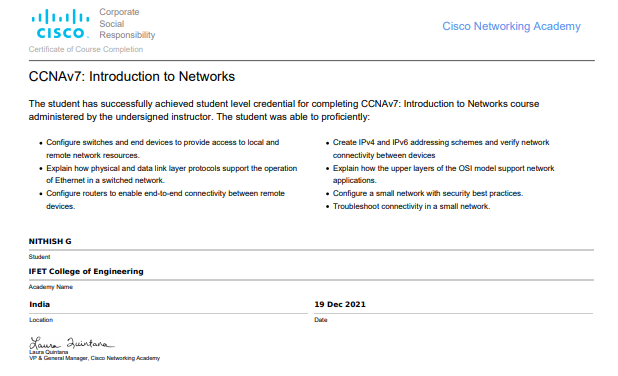 CISCO
Corporate
Social
Responsibility
Cisco Networking Academy
Certificate of Course Completion
CCNAv7: Introduction to Networks
The student has successfully achieved student level credential for completing CCNAv7: Introduction to Networks course
administered by the undersigned instructor. The student was able to proficiently:
• Configure switches and end devices to provide access to local and
remote network resources.
• Explain how physical and data link layer protocols support the operation
of Ethernet in a switched network.
• Configure routers to enable end-to-end connectivity between remote
devices.
• Create IPv4 and IPv6 addressing schemes and verify network
connectivity between devices
• Explain how the upper layers of the OSI model support network
applications.
• Configure a small network with security best practices.
• Troubleshoot connectivity in a small network.
NITHISH G
Student
IFET College of Engineering
Academy Name
India
Location
19 Dec 2021
Date
Laura Quintana
Laura Quintana
VP & General Manager, Cisco Networking Academy